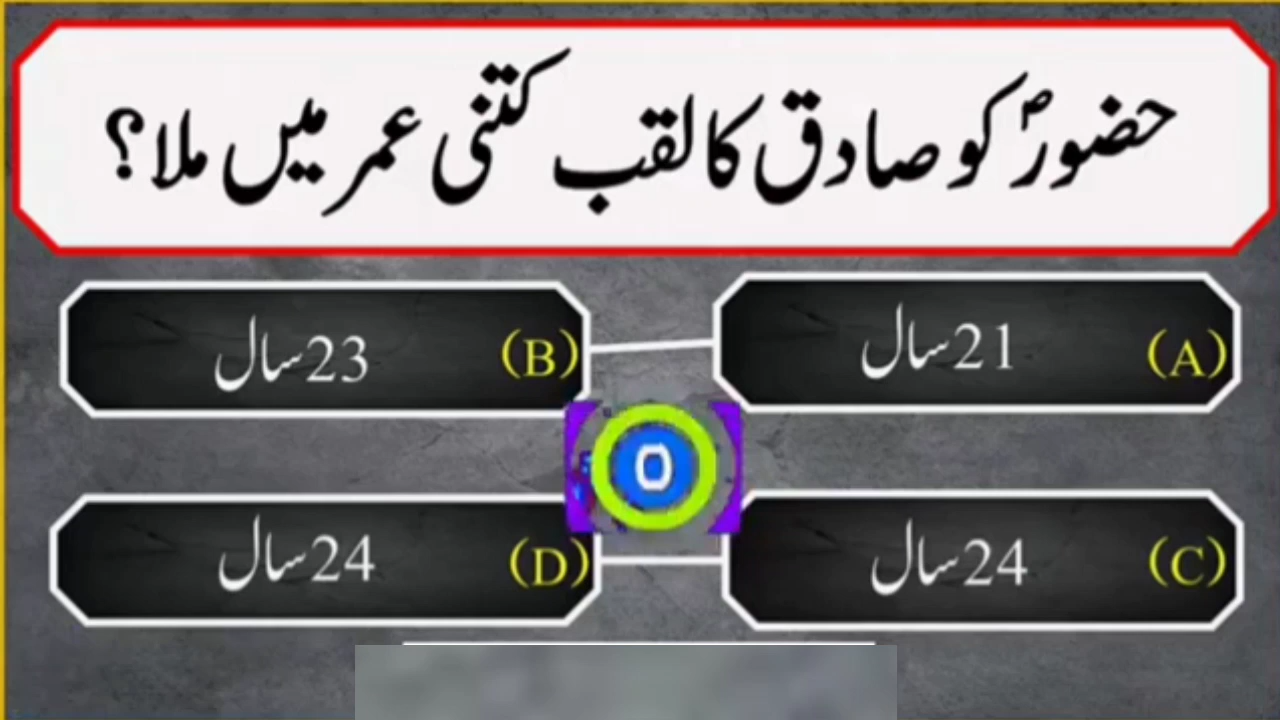 حضورؐ کو صادق کا لقب کتنی عمر میں ملا؟
(A) 21سال
(B) 23سال
0
(C) 24سال
(D) 24سال